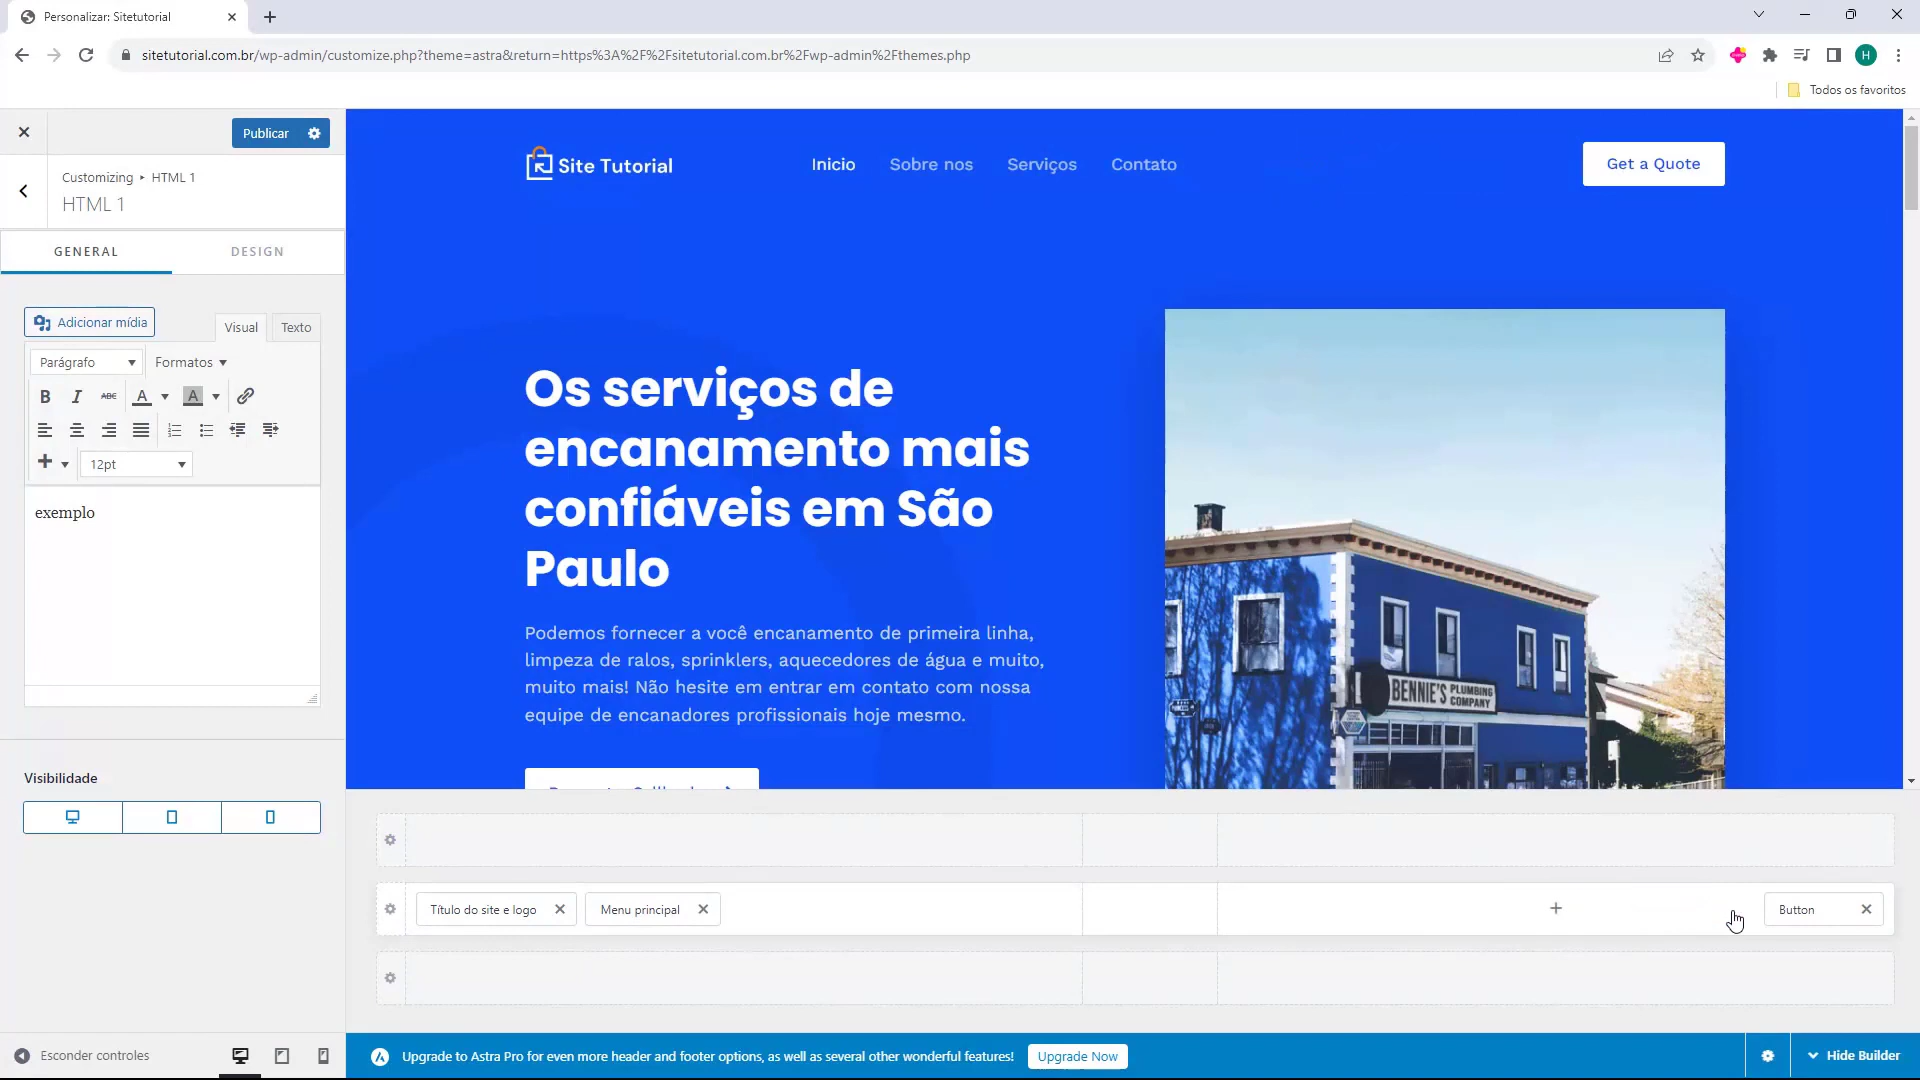 Personalizar: Sitetutorial
sitetutorial.com.br/wp-admin/customize.php?theme=astra&return=https%3A%2F%2Fsitetutorial.com.br%2Fwp-admin%2Fthemes.php
H
Todos os favoritos
Publicar
Customizing ▸ HTML 1
HTML 1
GENERAL
DESIGN
Adicionar mídia
Visual
Texto
Parágrafo
Formatos
B I ABC A A
12pt
exemplo
Visibilidade
Esconder controles
Site Tutorial
Inicio
Sobre nos
Serviços
Contato
Get a Quote
Os serviços de
encanamento mais
confiáveis em São
Paulo
Podemos fornecer a você encanamento de primeira linha,
limpeza de ralos, sprinklers, aquecedores de água e muito,
muito mais! Não hesite em entrar em contato com nossa
equipe de encanadores profissionais hoje mesmo.
BENNIE'S PLUMBING
COMPANY
Título do site e logo
Menu principal
Button
Upgrade to Astra Pro for even more header and footer options, as well as several other wonderful features!
Upgrade Now
Hide Builder